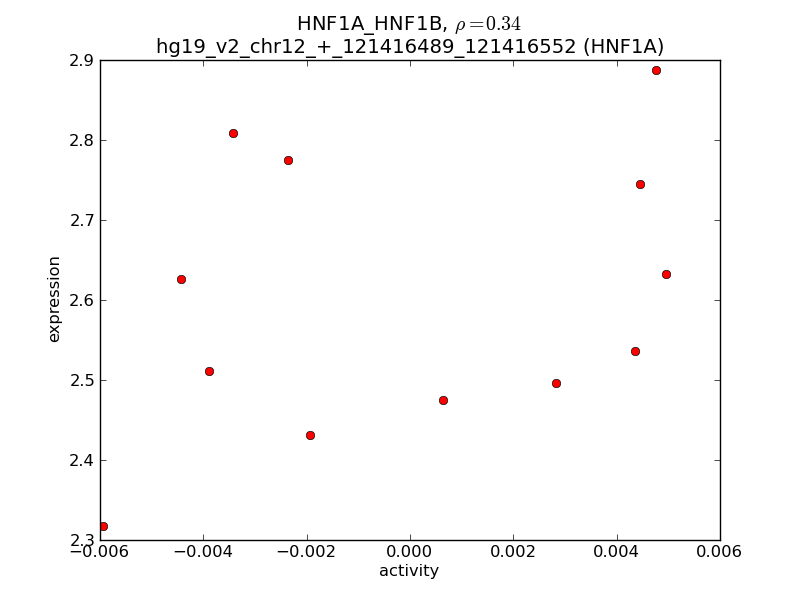 HNF1A_HNF1B, ρ = 0.34
hg19_v2_chr12_+_121416489_121416552 (HNF1A)
2.9
2.8
2.7
2.6
2.5
2.4
2.3
expression
−0.006 −0.004 −0.002 0.000 0.002 0.004 0.006
activity